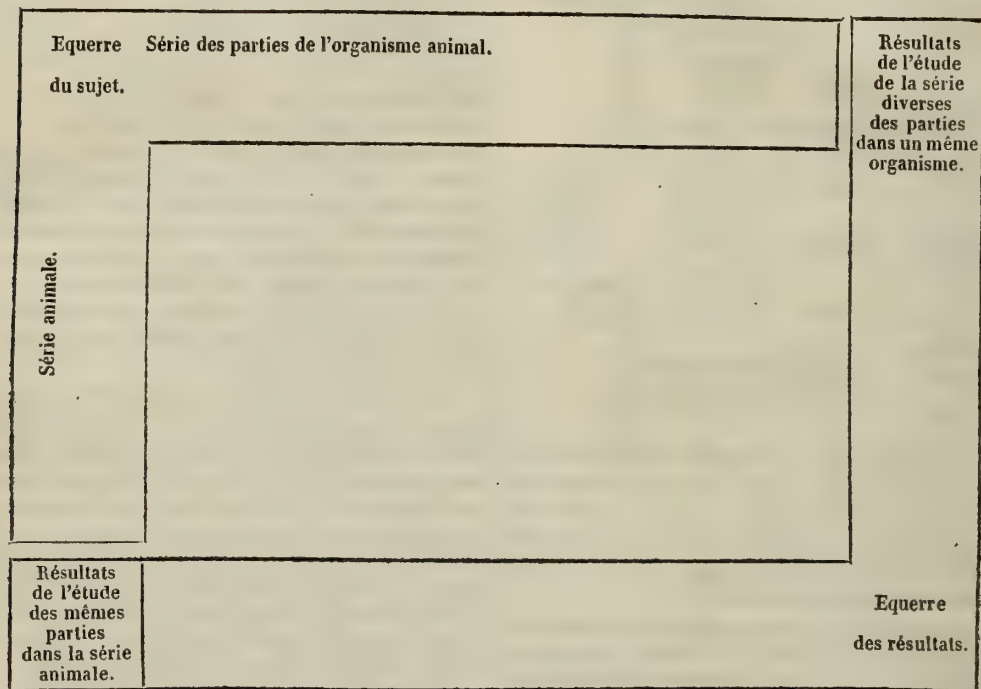 Equerre
du sujet.
Série des parties de l'organisme animal.
Résultats
de l'étude
de la série
diverses
des parties
dans un même
organisme.
Série animale.
Résultats
de l'étude
des mêmes
parties
dans la série
animale.
Equerre
des résultats.